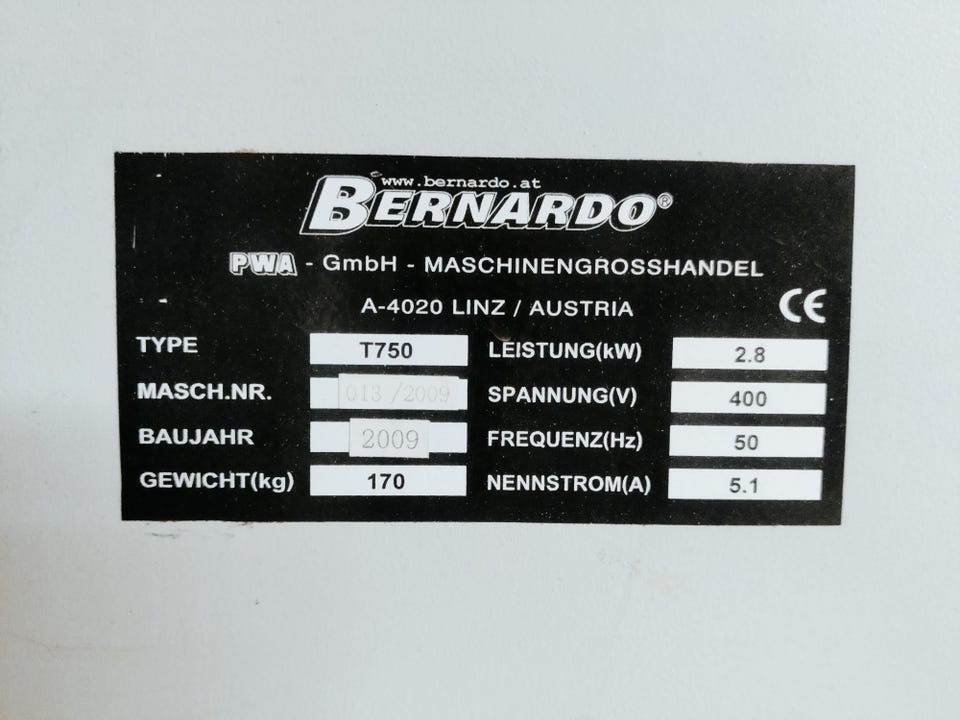 www.bernardo.at
BERNARDO®
PWA - GmbH - MASCHINENGROSSHANDEL
A-4020 LINZ / AUSTRIA CE
TYPE T750 LEISTUNG(kW) 2.8
MASCH.NR. 013/2009 SPANNUNG(V) 400
BAUJAHR 2009 FREQUENZ(Hz) 50
GEWICHT(kg) 170 NENNSTROM(A) 5.1